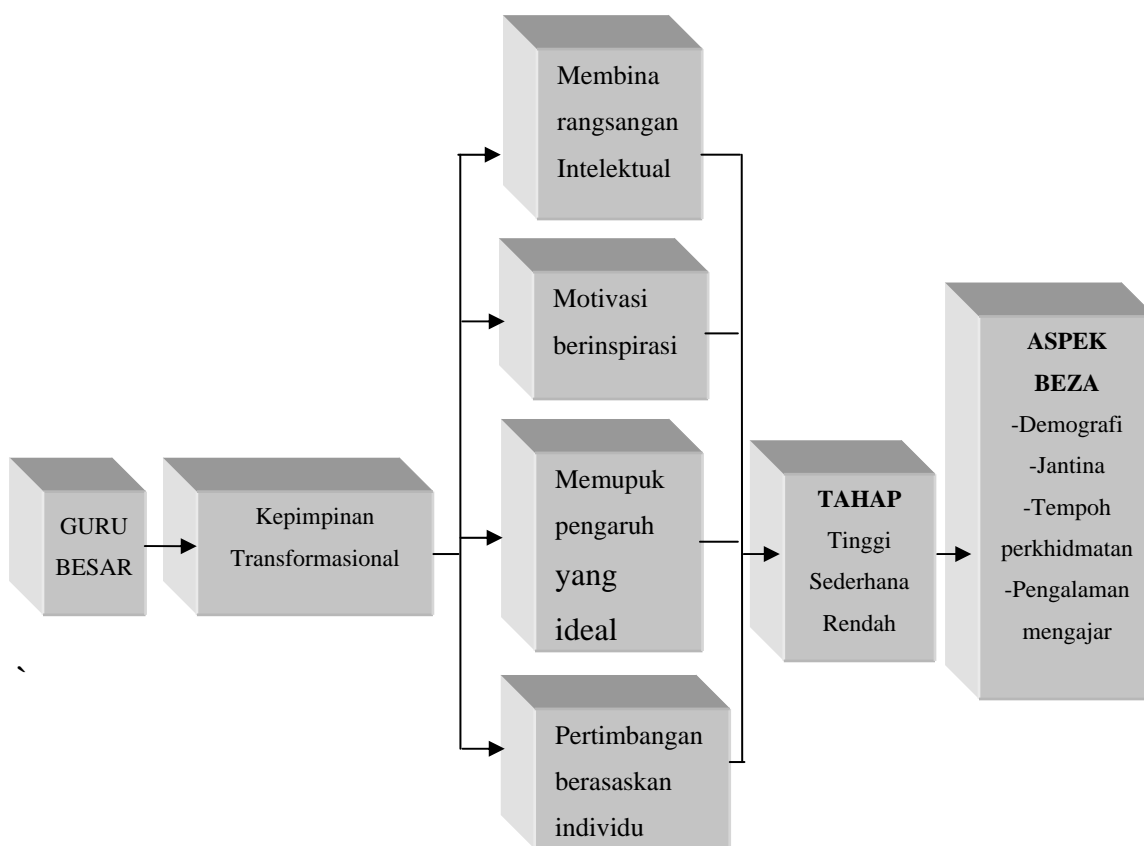 GURU
BESAR
Kepimpinan
Transformasional
Membina
rangsangan
Intelektual
Motivasi
berinspirasi
Memupuk
pengaruh
yang
ideal
Pertimbangan
berasaskan
individu
TAHAP
Tinggi
Sederhana
Rendah
ASPEK
BEZA
-Demografi
-Jantina
-Tempoh
perkhidmatan
-Pengalaman
mengajar
`